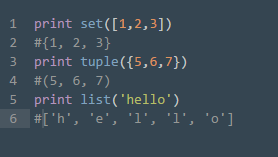 1 print set([1,2,3])
2 #{1, 2, 3}
3 print tuple({5,6,7})
4 #(5, 6, 7)
5 print list('hello')
6 #['h', 'e', 'l', 'l', 'o']